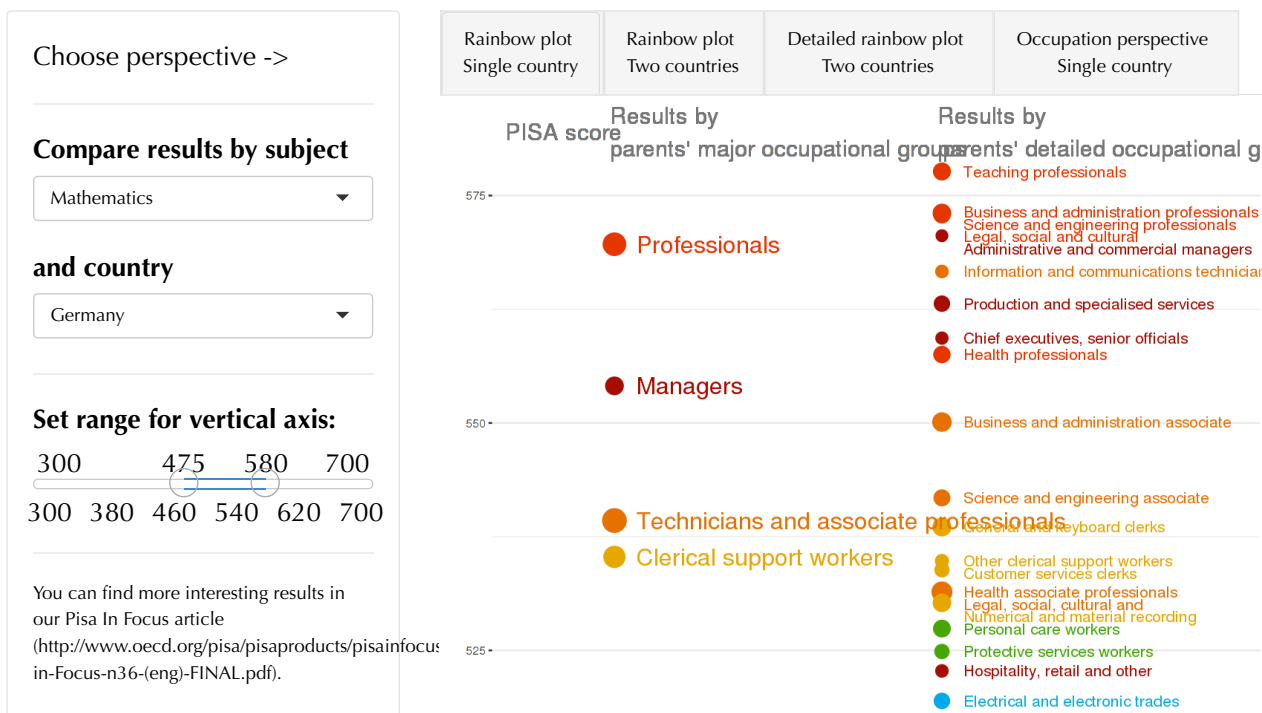 Choose perspective ->
Compare results by subject
Mathematics
and country
Germany
Set range for vertical axis:
300 475 580 700
300 380 460 540 620 700
You can find more interesting results in
our Pisa In Focus article
(http://www.oecd.org/pisa/pisaproducts/pisainfocus
in-Focus-n36-(eng)-FINAL.pdf).
Rainbow plot
Single country
Rainbow plot
Two countries
Detailed rainbow plot
Two countries
Occupation perspective
Single country
PISA score
Results by
parents' major occupational groups
Results by
parents' detailed occupational g
575
550
525
Professionals
Managers
Technicians and associate professionals
Clerical support workers
Teaching professionals
Business and administration professionals
Science and engineering professionals
Legal, social and cultural
Administrative and commercial managers
Information and communications technician
Production and specialised services
Chief executives, senior officials
Health professionals
Business and administration associate
Science and engineering associate
General and keyboard clerks
Other clerical support workers
Customer services clerks
Health associate professionals
Legal, social, cultural and
Numerical and material recording
Personal care workers
Protective services workers
Hospitality, retail and other
Electrical and electronic trades